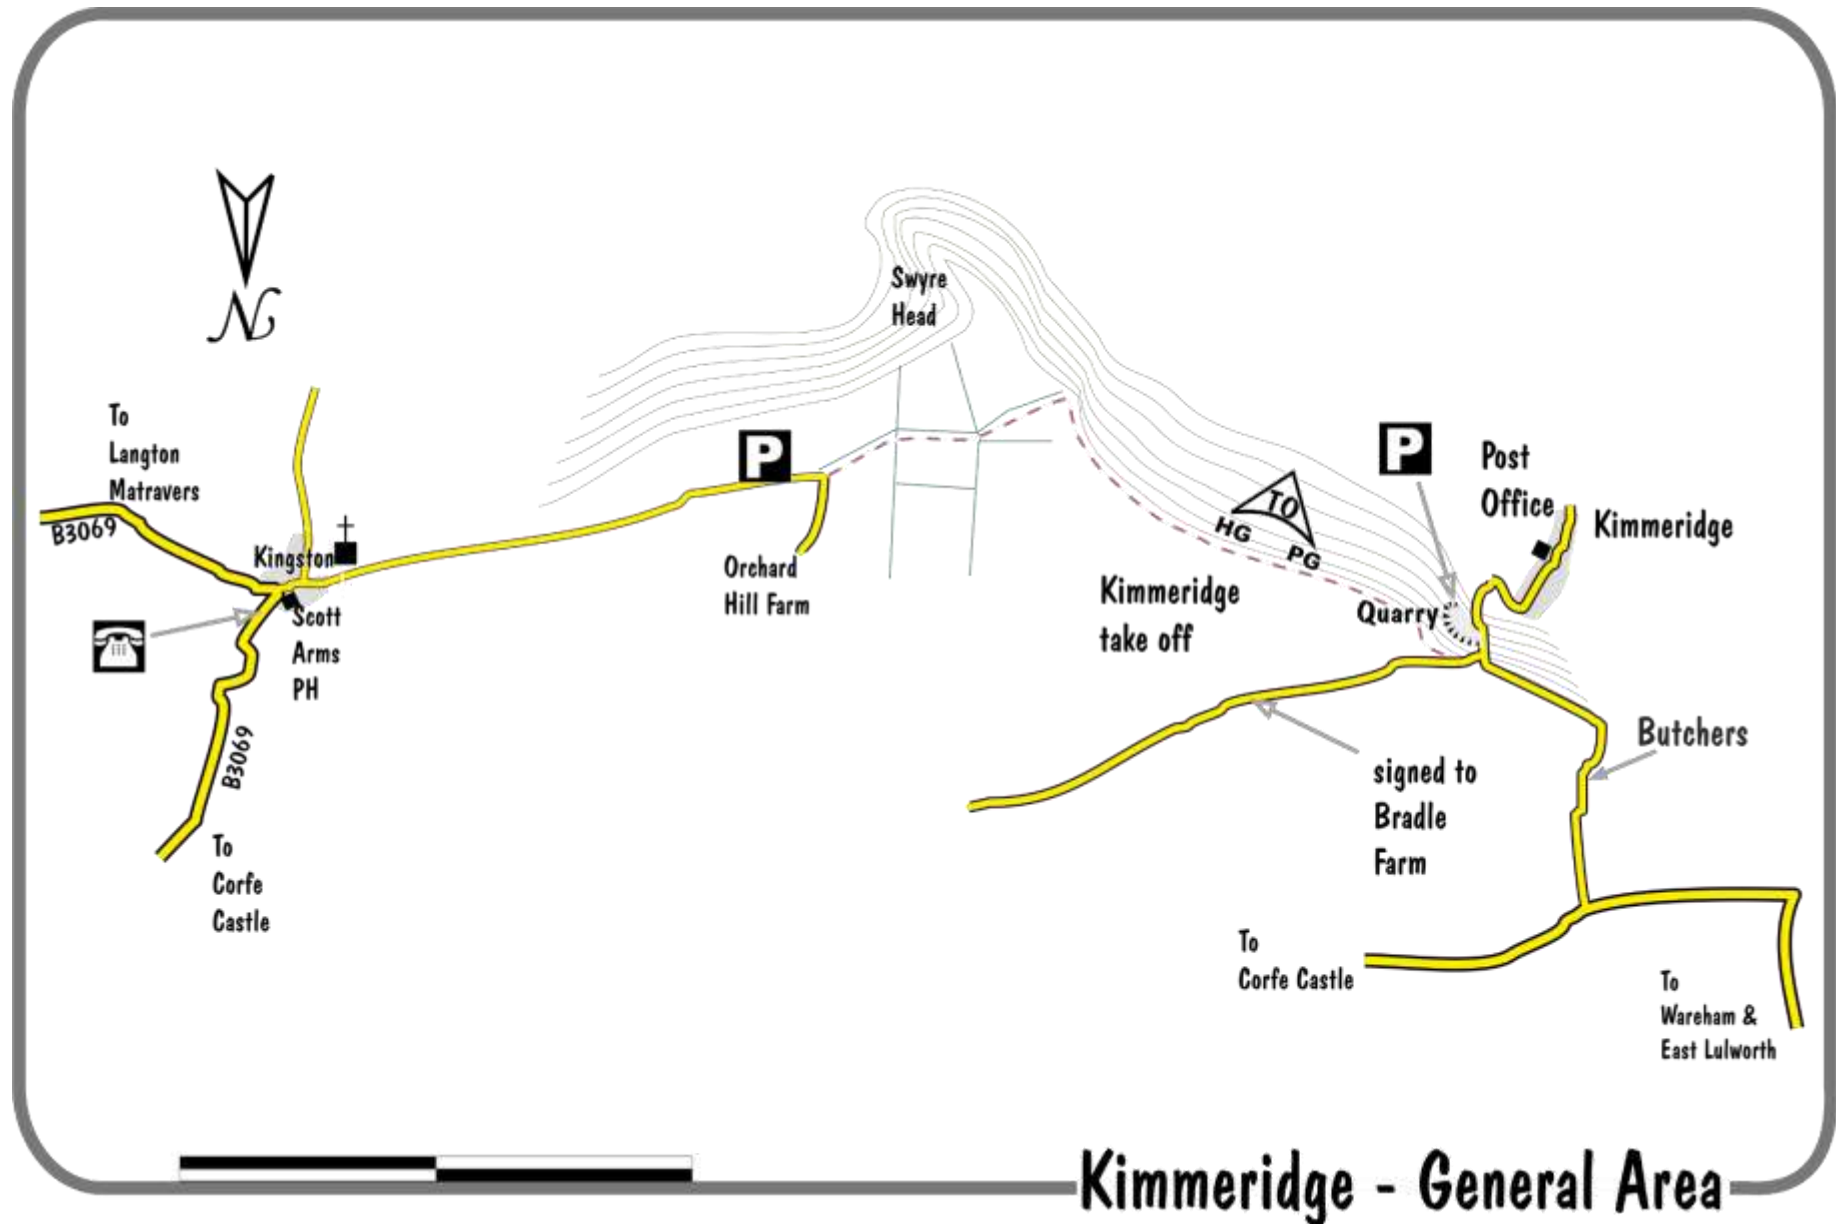 N
To
Langton
Matravers
B3069
Kingston
Scott
Arms
PH
B3069
To
Corfe
Castle
Swyre
Head
P
Orchard
Hill Farm
TO
HG
PG
Kimmeridge
take off
P
Post
Office
Kimmeridge
Quarry
Butchers
signed to
Bradle
Farm
To
Corfe Castle
To
Wareham &
East Lulworth
Kimmeridge - General Area